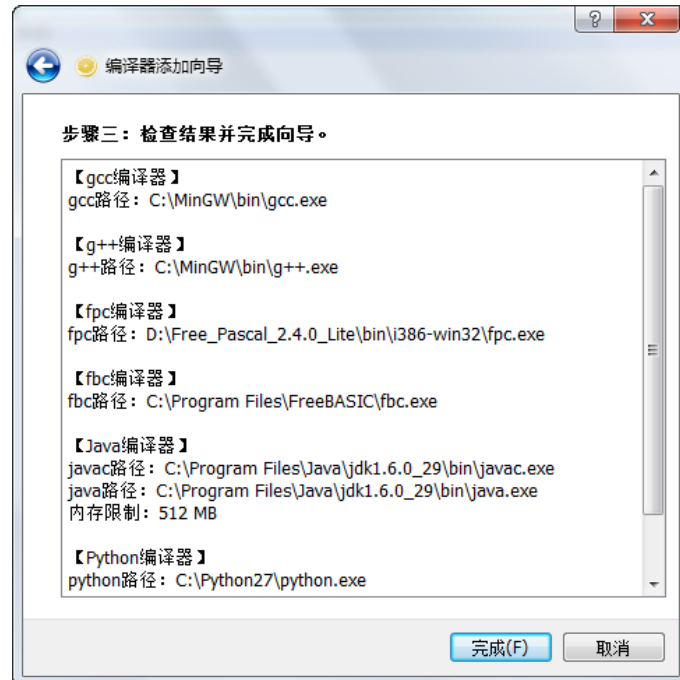 编译器添加向导
步骤三：检查结果并完成向导。
【gcc编译器】
gcc路径：C:\MinGW\bin\gcc.exe
【g++编译器】
g++路径：C:\MinGW\bin\g++.exe
【fpc编译器】
fpc路径：D:\Free_Pascal_2.4.0_Lite\bin\i386-win32\fpc.exe
【fbc编译器】
fbc路径：C:\Program Files\FreeBASIC\fbc.exe
【Java编译器】
javac路径：C:\Program Files\Java\jdk1.6.0_29\bin\javac.exe
java路径：C:\Program Files\Java\jdk1.6.0_29\bin\java.exe
内存限制：512 MB
【Python编译器】
python路径：C:\Python27\python.exe
完成(F)
取消